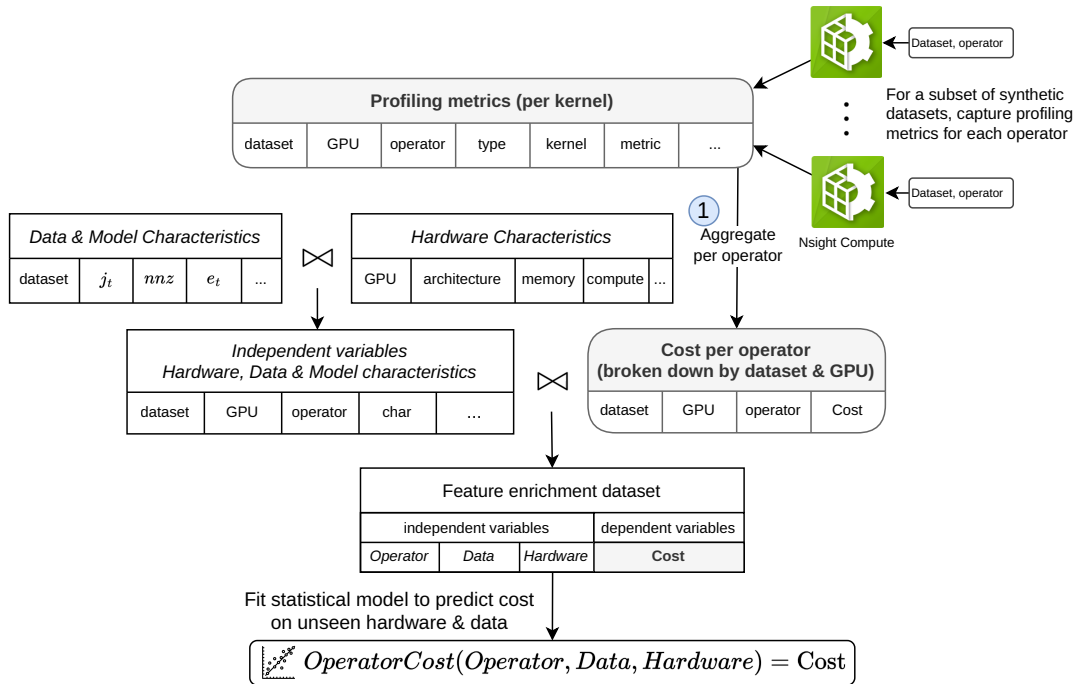 Dataset, operator
For a subset of synthetic
datasets, capture profiling
metrics for each operator
Dataset, operator
Nsight Compute
Profiling metrics (per kernel)
dataset GPU operator type kernel metric ...
1
Aggregate
per operator
Data & Model Characteristics
dataset j_t nnz e_t ...
⋈
Hardware Characteristics
GPU architecture memory compute ...
Independent variables
Hardware, Data & Model characteristics
dataset GPU operator char ...
⋈
Cost per operator
(broken down by dataset & GPU)
dataset GPU operator Cost
Feature enrichment dataset
independent variables dependent variables
Operator Data Hardware Cost
Fit statistical model to predict cost
on unseen hardware & data
OperatorCost(Operator, Data, Hardware) = Cost